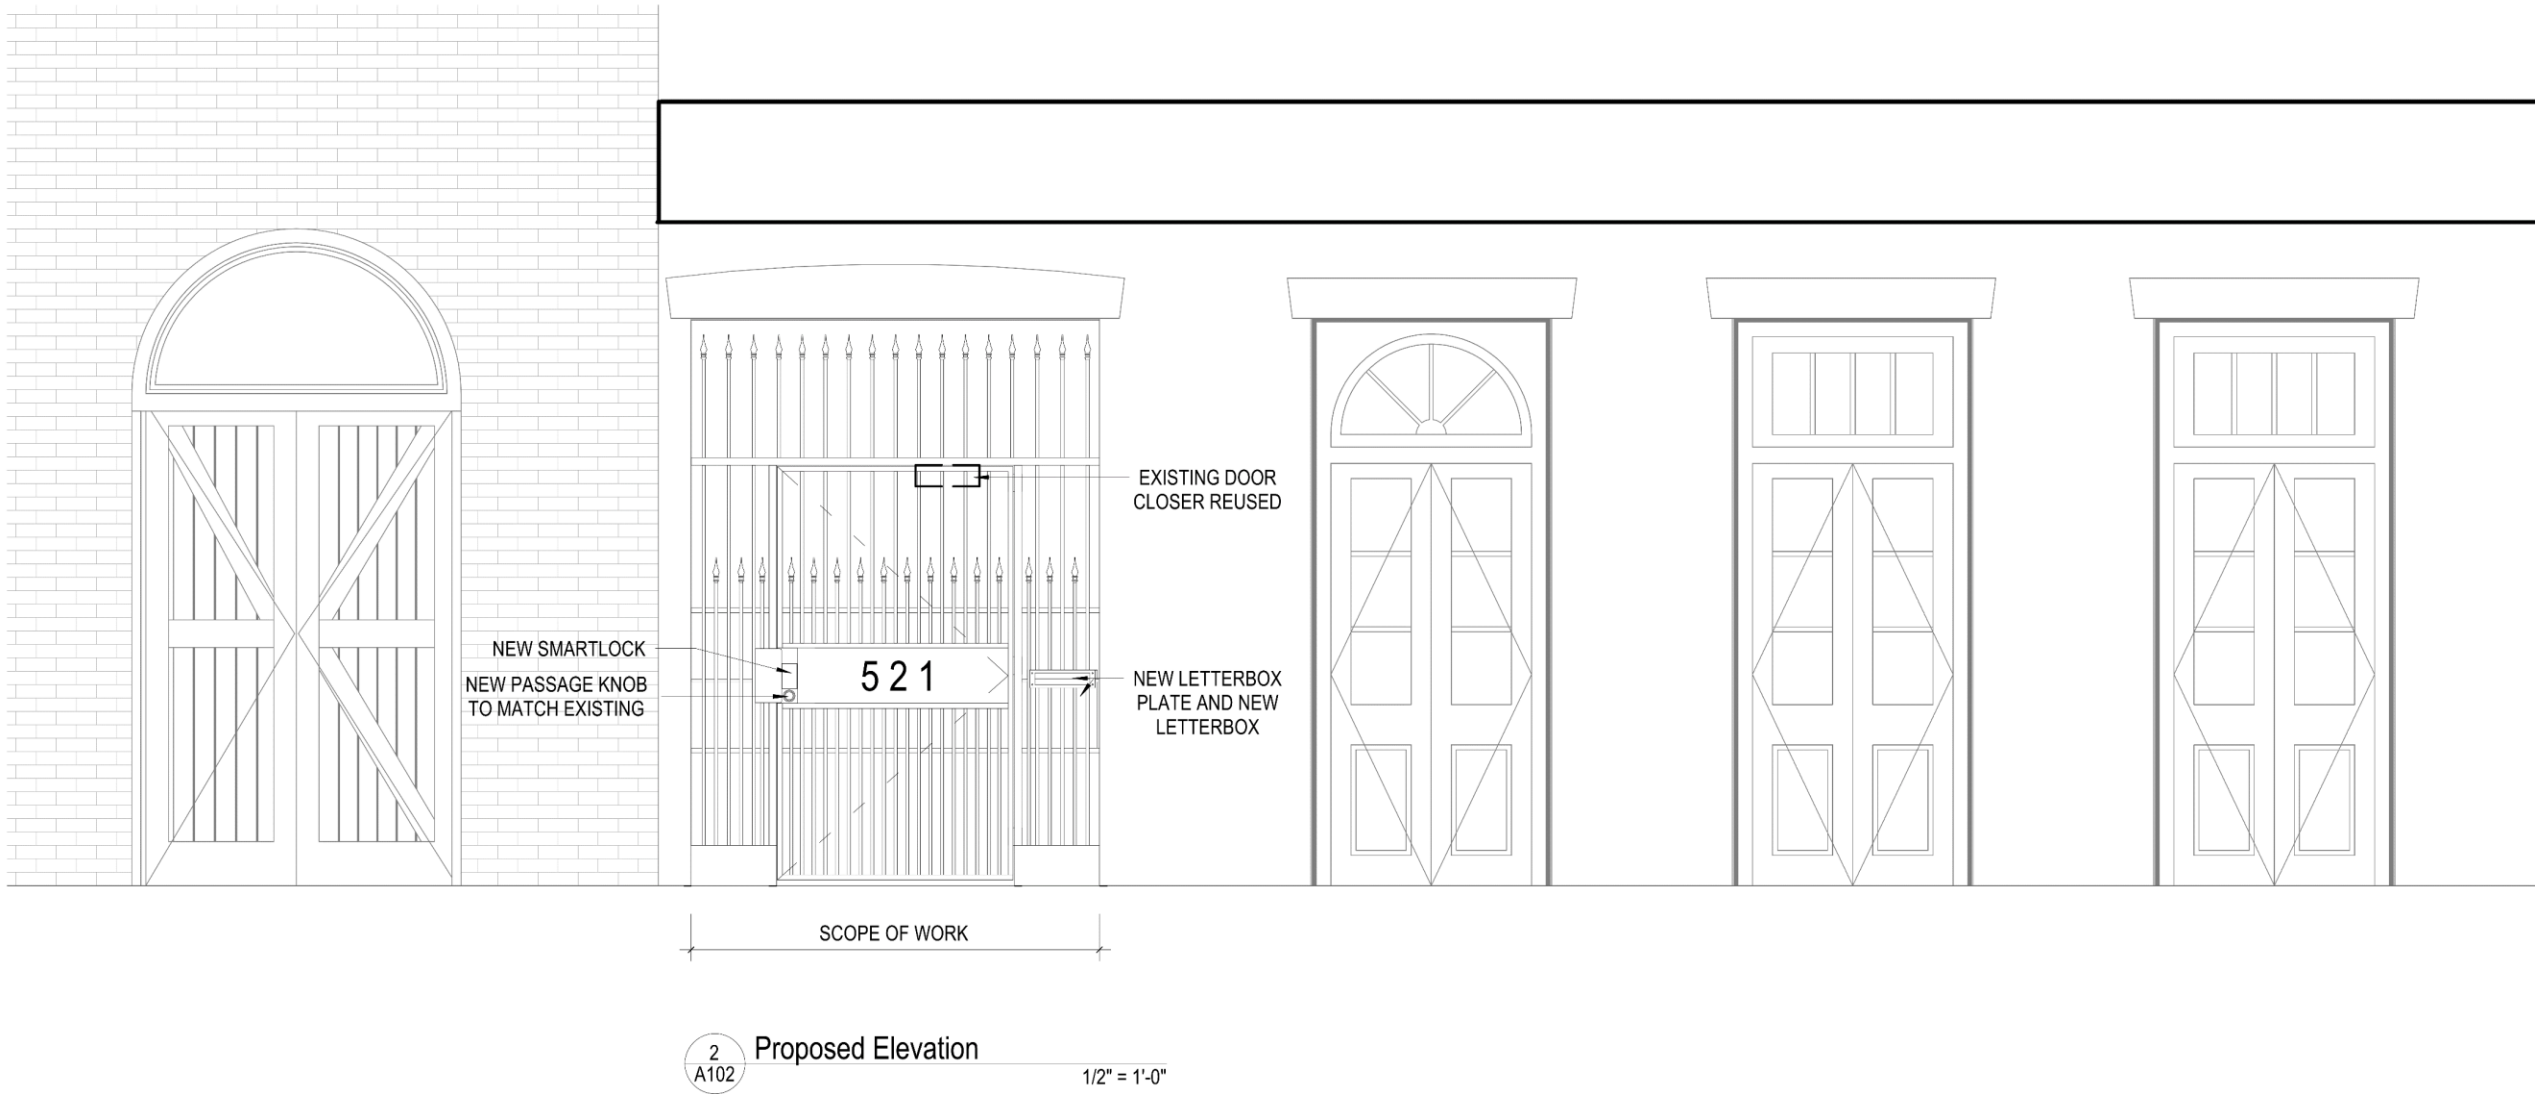 EXISTING DOOR
CLOSER REUSED
NEW SMARTLOCK
NEW PASSAGE KNOB
TO MATCH EXISTING
521
NEW LETTERBOX
PLATE AND NEW
LETTERBOX
SCOPE OF WORK
2
A102
Proposed Elevation
1/2" = 1'-0"